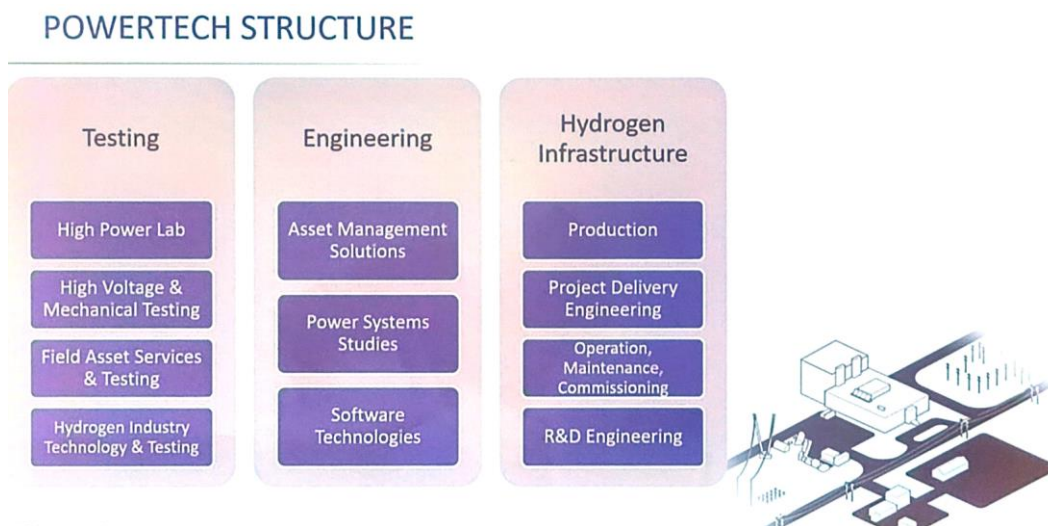 POWERTECH STRUCTURE
Testing
High Power Lab
High Voltage &
Mechanical Testing
Field Asset Services
& Testing
Hydrogen Industry
Technology & Testing
Engineering
Asset Management
Solutions
Power Systems
Studies
Software
Technologies
Hydrogen
Infrastructure
Production
Project Delivery
Engineering
Operation,
Maintenance,
Commissioning
R&D Engineering